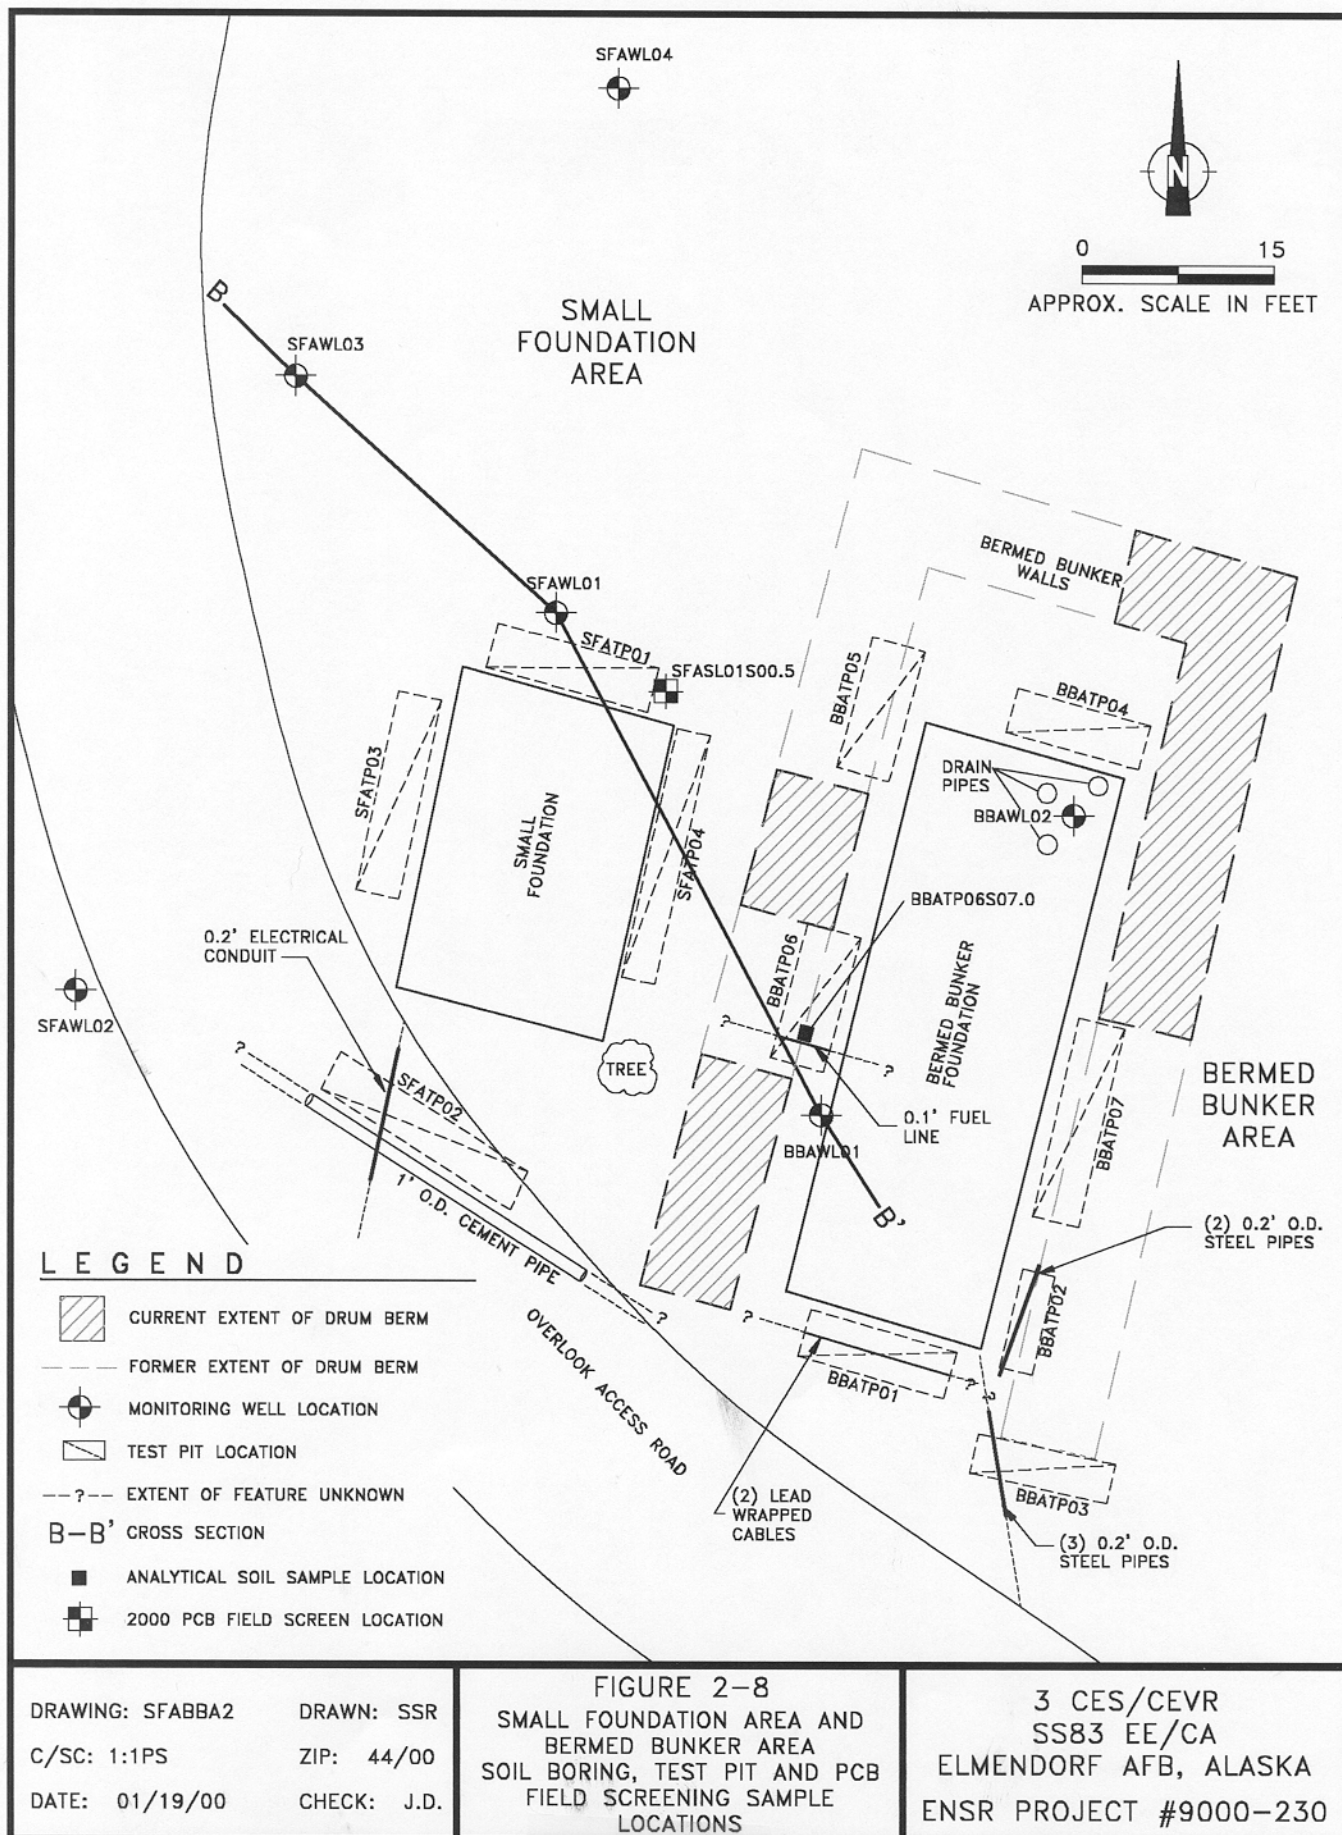 SFAWL04
N
0 15
APPROX. SCALE IN FEET
B
SFAWL03
SMALL
FOUNDATION
AREA
BERMED BUNKER
WALLS
SFAWL01
SFATP01
SFASL01S00.5
BBATP05
BBATP04
SFATP03
DRAIN
PIPES
BBAWL02
SMALL
FOUNDATION
SFATP04
BBATP06S07.0
0.2' ELECTRICAL
CONDUIT
BBATP06
BERMED BUNKER
FOUNDATION
SFAWL02
?
?
?
TREE
SFATP02
BERMED
BUNKER
AREA
0.1' FUEL
LINE
BBATP07
BBAWL01
1' O.D. CEMENT PIPE
B'
(2) 0.2' O.D.
STEEL PIPES
LEGEND
CURRENT EXTENT OF DRUM BERM
FORMER EXTENT OF DRUM BERM
MONITORING WELL LOCATION
TEST PIT LOCATION
--?-- EXTENT OF FEATURE UNKNOWN
B-B' CROSS SECTION
ANALYTICAL SOIL SAMPLE LOCATION
2000 PCB FIELD SCREEN LOCATION
?
?
BBATP02
OVERLOOK ACCESS ROAD
BBATP01
?
?
(2) LEAD
WRAPPED
CABLES
BBATP03
(3) 0.2' O.D.
STEEL PIPES
DRAWING: SFABBA2 DRAWN: SSR
C/SC: 1:1PS ZIP: 44/00
DATE: 01/19/00 CHECK: J.D.
FIGURE 2-8
SMALL FOUNDATION AREA AND
BERMED BUNKER AREA
SOIL BORING, TEST PIT AND PCB
FIELD SCREENING SAMPLE
LOCATIONS
3 CES/CEVR
SS83 EE/CA
ELMENDORF AFB, ALASKA
ENSR PROJECT #9000-230